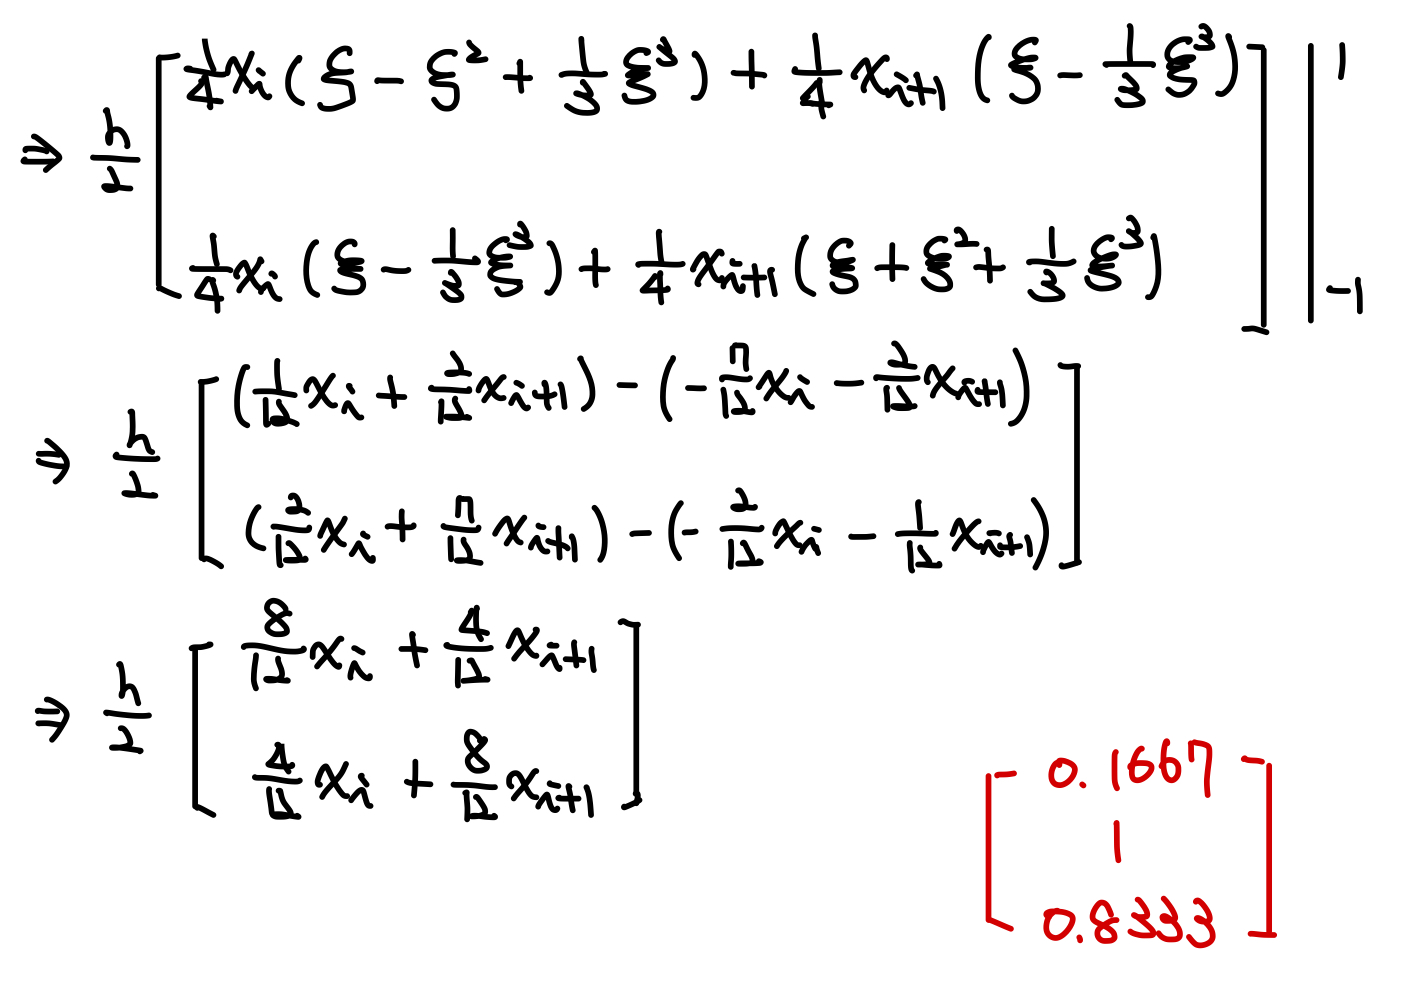 ⇒ h/2 [ 1/4 xᵢ (ξ - ξ² + 1/3 ξ³) + 1/4 xᵢ₊₁ (ξ - 1/3 ξ³) ] | 1
1/4 xᵢ (ξ - 1/3 ξ³) + 1/4 xᵢ₊₁ (ξ + ξ² + 1/3 ξ³) -1
⇒ h/2 [ (1/12 xᵢ + 2/12 xᵢ₊₁) - (-7/12 xᵢ - 2/12 xᵢ₊₁) ]
(2/12 xᵢ + 7/12 xᵢ₊₁) - (-2/12 xᵢ - 1/12 xᵢ₊₁)
⇒ h/2 [ 8/12 xᵢ + 4/12 xᵢ₊₁ ]
4/12 xᵢ + 8/12 xᵢ₊₁
[ 0.1667 ]
1
0.8333